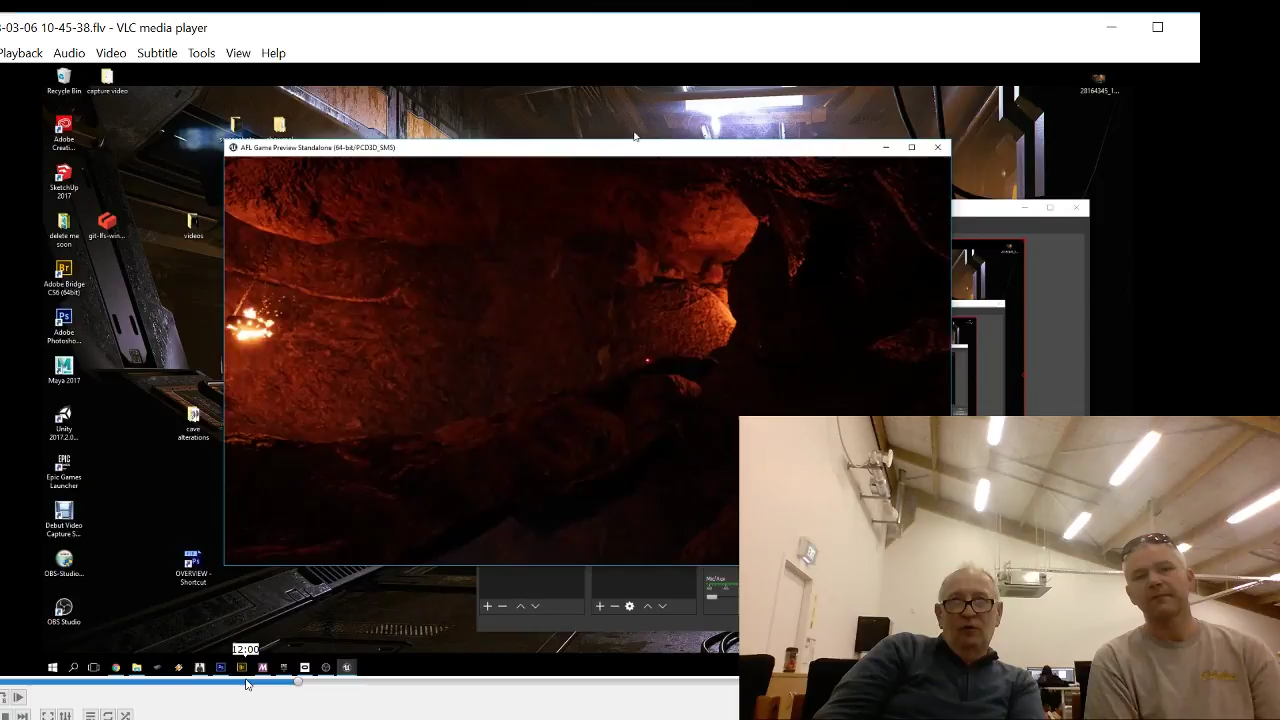 -03-06 10-45-38.flv - VLC media player
Playback Audio Video Subtitle Tools View Help
Recycle Bin
capture video
28164345_1...
Adobe
Creati...
AFL Game Preview Standalone (64-bit/PCD3D_SM5)
SketchUp
2017
delete me
soon
git-lfs-win...
videos
Adobe Bridge
CS6 (64bit)
Adobe
Photosho...
Maya 2017
Unity
2017.2.0...
cave
alterations
Epic Games
Launcher
Debut Video
Capture S...
OBS-Studio...
OVERVIEW -
Shortcut
Mic/Aux
OBS Studio
12:00